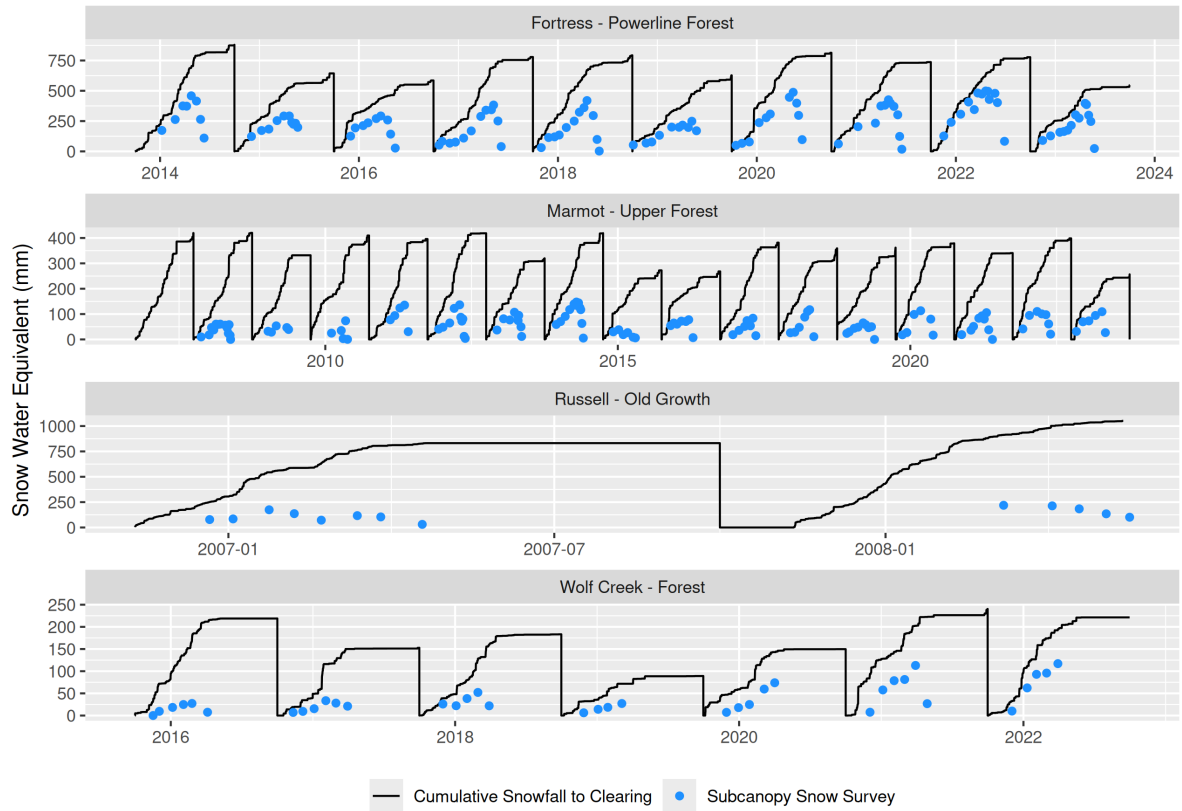 Fortress - Powerline Forest
750
500
250
0
2014 2016 2018 2020 2022 2024
Marmot - Upper Forest
400
300
200
100
0
2010 2015 2020
Russell - Old Growth
1000
750
500
250
0
2007-01 2007-07 2008-01
Wolf Creek - Forest
250
200
150
100
50
0
2016 2018 2020 2022
Snow Water Equivalent (mm)
Cumulative Snowfall to Clearing Subcanopy Snow Survey